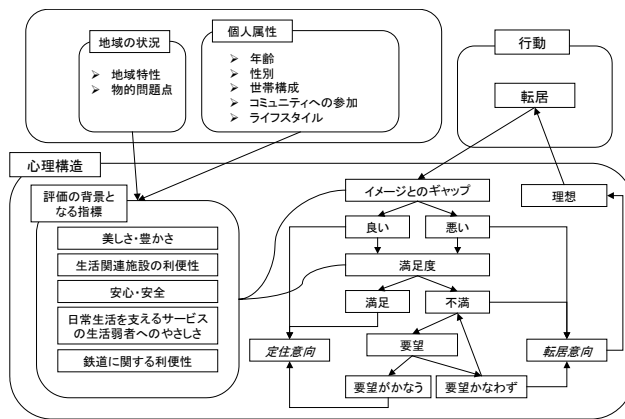 地域の状況
➢ 地域特性
➢ 物的問題点
個人属性
➢ 年齢
➢ 性別
➢ 世帯構成
➢ コミュニティへの参加
➢ ライフスタイル
行動
転居
心理構造
評価の背景と
なる指標
美しさ・豊かさ
生活関連施設の利便性
安心・安全
日常生活を支えるサービス
の生活弱者へのやさしさ
鉄道に関する利便性
イメージとのギャップ
理想
良い
悪い
満足度
満足
不満
定住意向
要望
転居意向
要望がかなう
要望かなわず